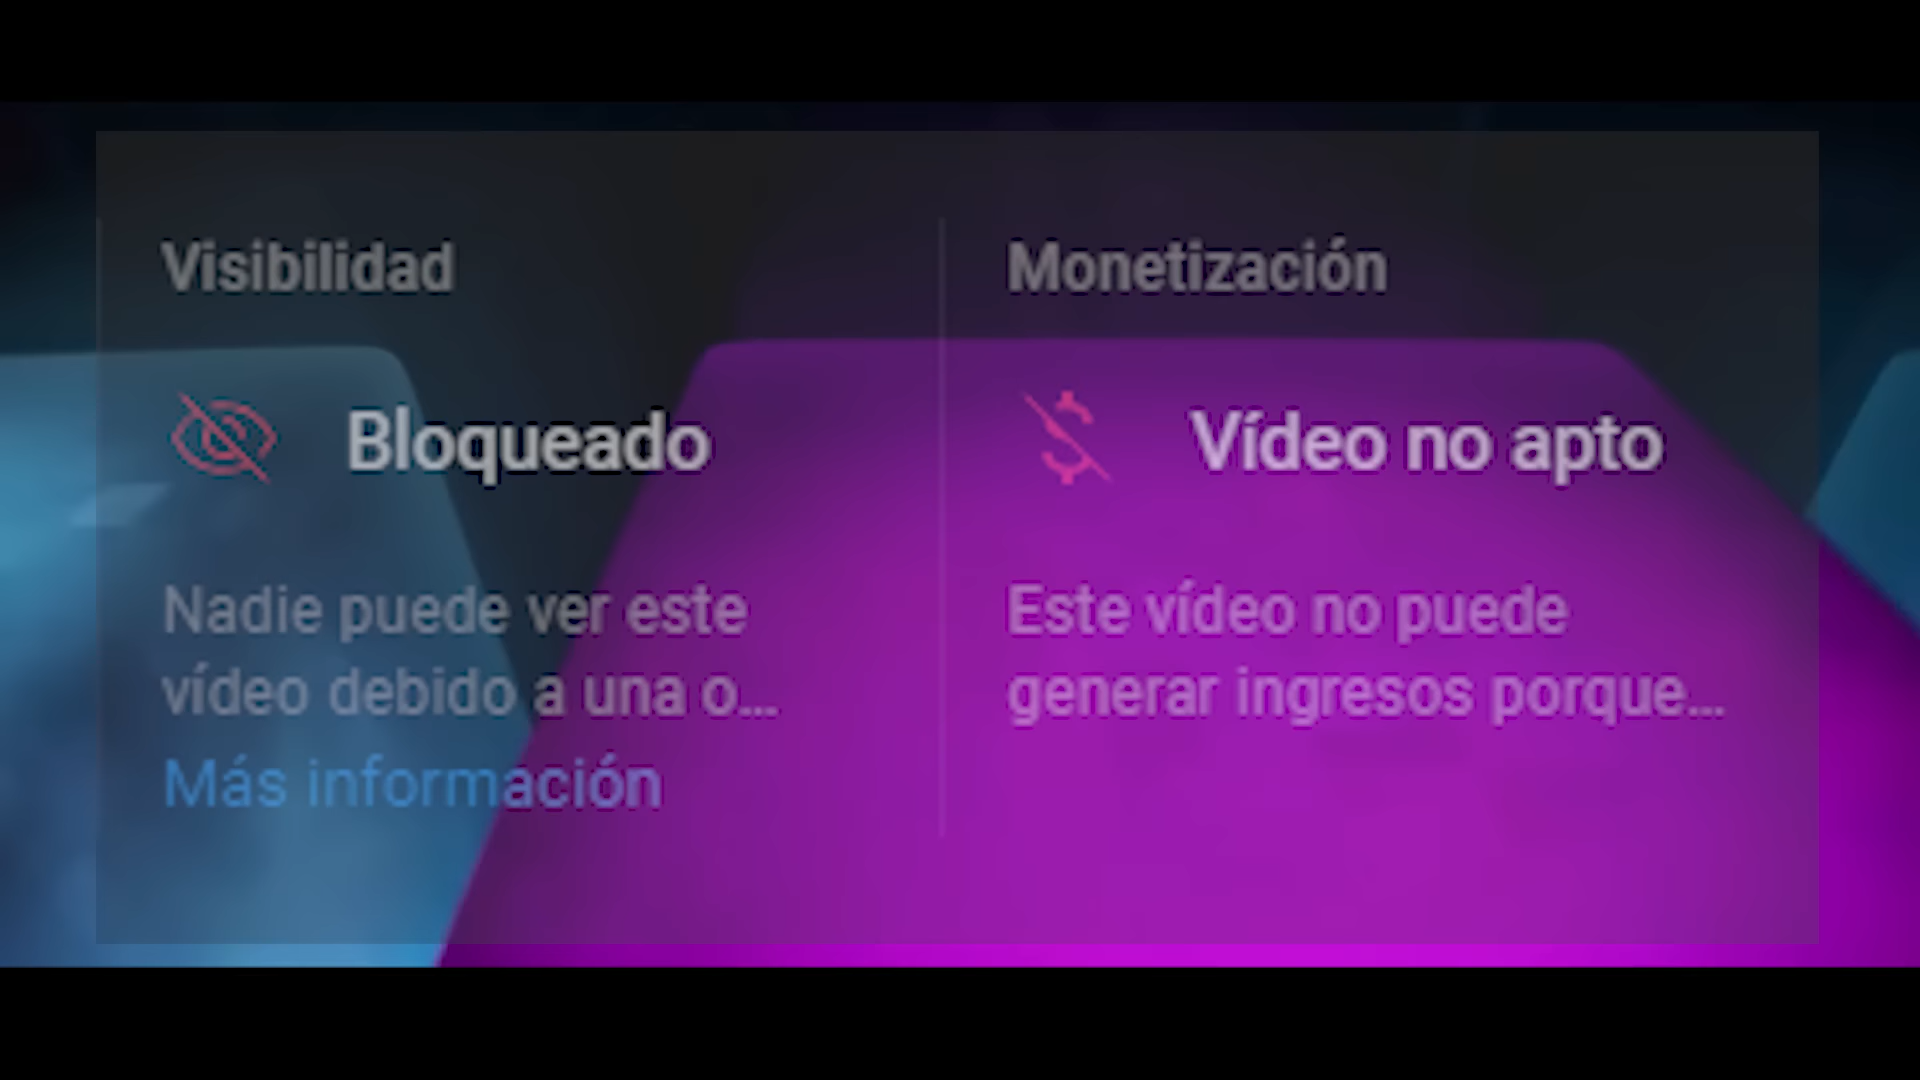 Visibilidad
Bloqueado
Nadie puede ver este
vídeo debido a una o...
Más información
Monetización
Vídeo no apto
Este vídeo no puede
generar ingresos porque...